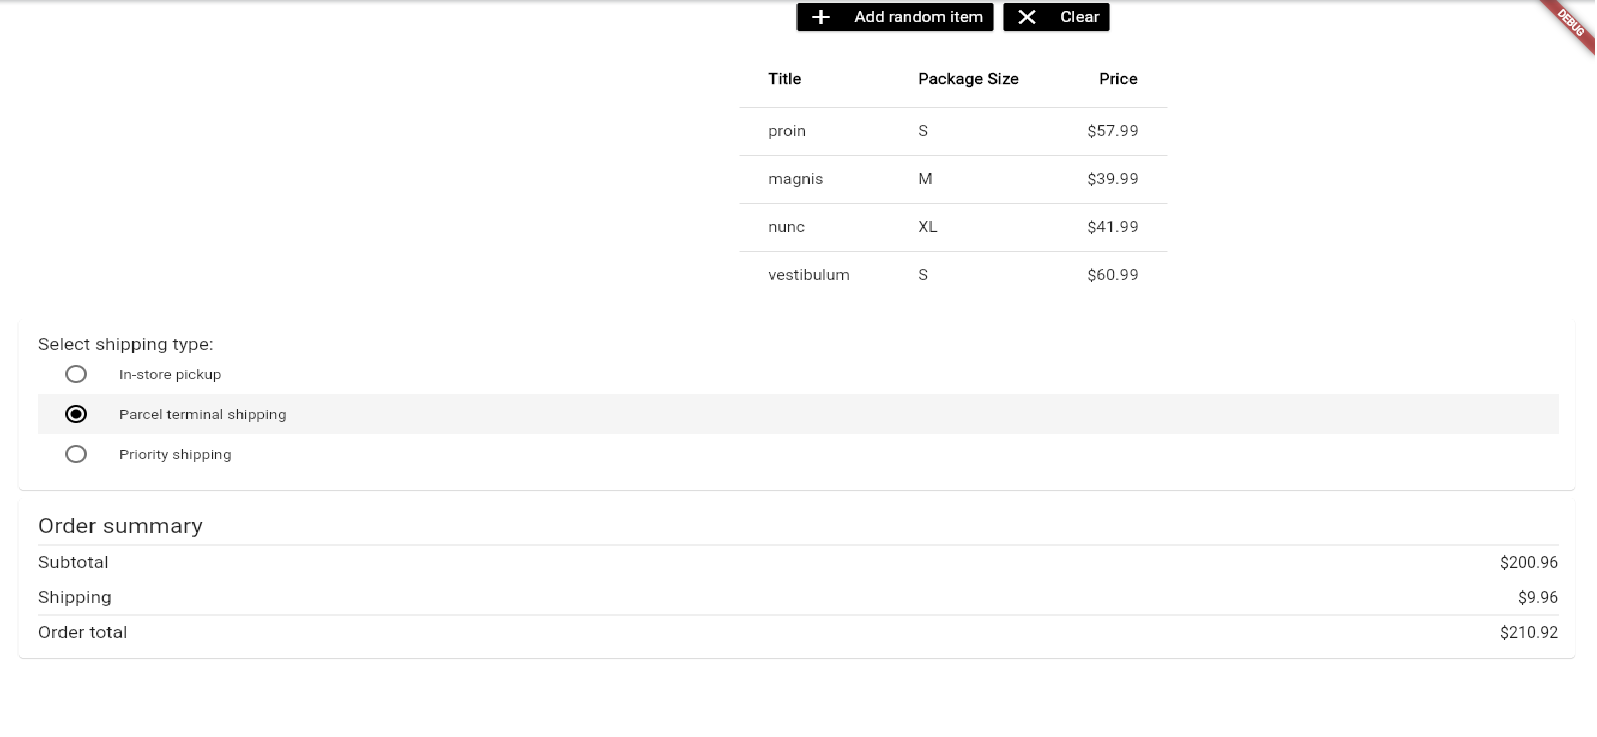 Add random item Clear
DEBUG
Title Package Size Price
proin S $57.99
magnis M $39.99
nunc XL $41.99
vestibulum S $60.99
Select shipping type:
In-store pickup
Parcel terminal shipping
Priority shipping
Order summary
Subtotal $200.96
Shipping $9.96
Order total $210.92